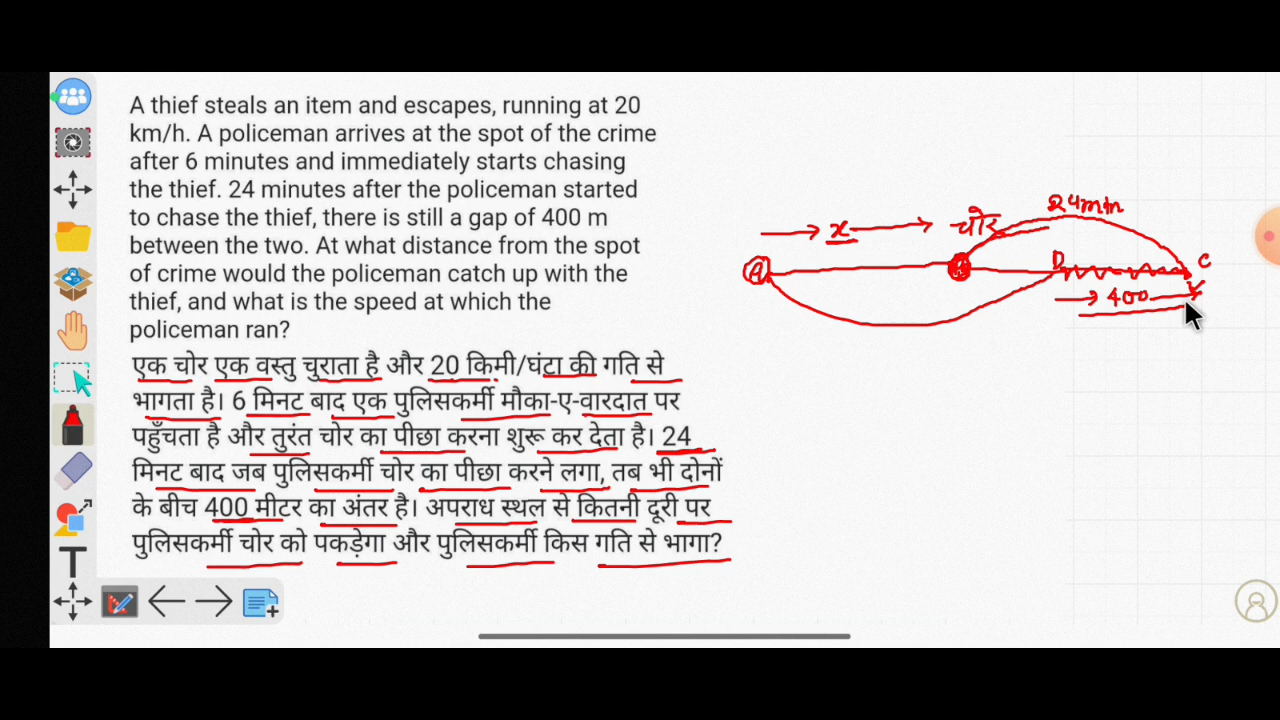 A thief steals an item and escapes, running at 20
km/h. A policeman arrives at the spot of the crime
after 6 minutes and immediately starts chasing
the thief. 24 minutes after the policeman started
to chase the thief, there is still a gap of 400 m
between the two. At what distance from the spot
of crime would the policeman catch up with the
thief, and what is the speed at which the
policeman ran?
एक चोर एक वस्तु चुराता है और 20 किमी/घंटा की गति से
भागता है। 6 मिनट बाद एक पुलिसकर्मी मौका-ए-वारदात पर
पहुँचता है और तुरंत चोर का पीछा करना शुरू कर देता है। 24
मिनट बाद जब पुलिसकर्मी चोर का पीछा करने लगा, तब भी दोनों
के बीच 400 मीटर का अंतर है। अपराध स्थल से कितनी दूरी पर
पुलिसकर्मी चोर को पकड़ेगा और पुलिसकर्मी किस गति से भागा?
24min
x चोर
A D C
400
T